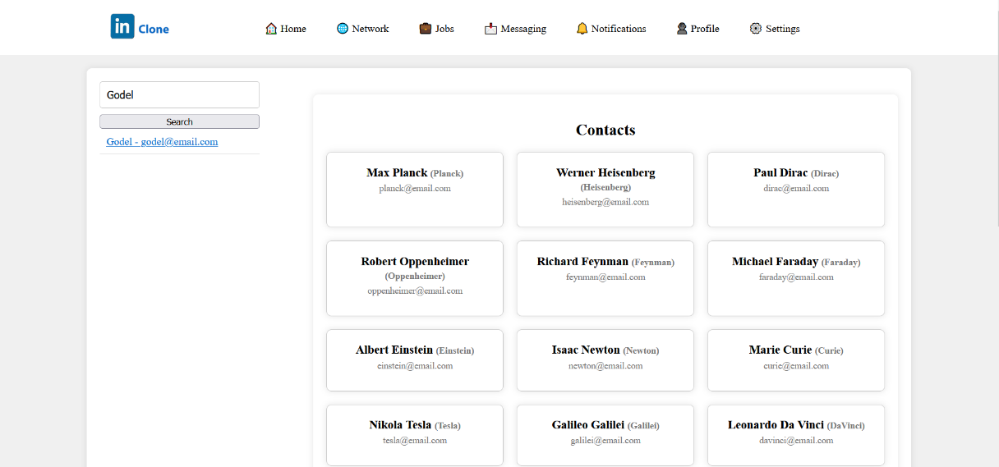 in Clone
Home Network Jobs Messaging Notifications Profile Settings
Godel
Search
Godel - godel@email.com
Contacts
Max Planck (Planck)
planck@email.com
Werner Heisenberg
(Heisenberg)
heisenberg@email.com
Paul Dirac (Dirac)
dirac@email.com
Robert Oppenheimer
(Oppenheimer)
oppenheimer@email.com
Richard Feynman (Feynman)
feynman@email.com
Michael Faraday (Faraday)
faraday@email.com
Albert Einstein (Einstein)
einstein@email.com
Isaac Newton (Newton)
newton@email.com
Marie Curie (Curie)
curie@email.com
Nikola Tesla (Tesla)
tesla@email.com
Galileo Galilei (Galilei)
galilei@email.com
Leonardo Da Vinci (DaVinci)
davinci@email.com